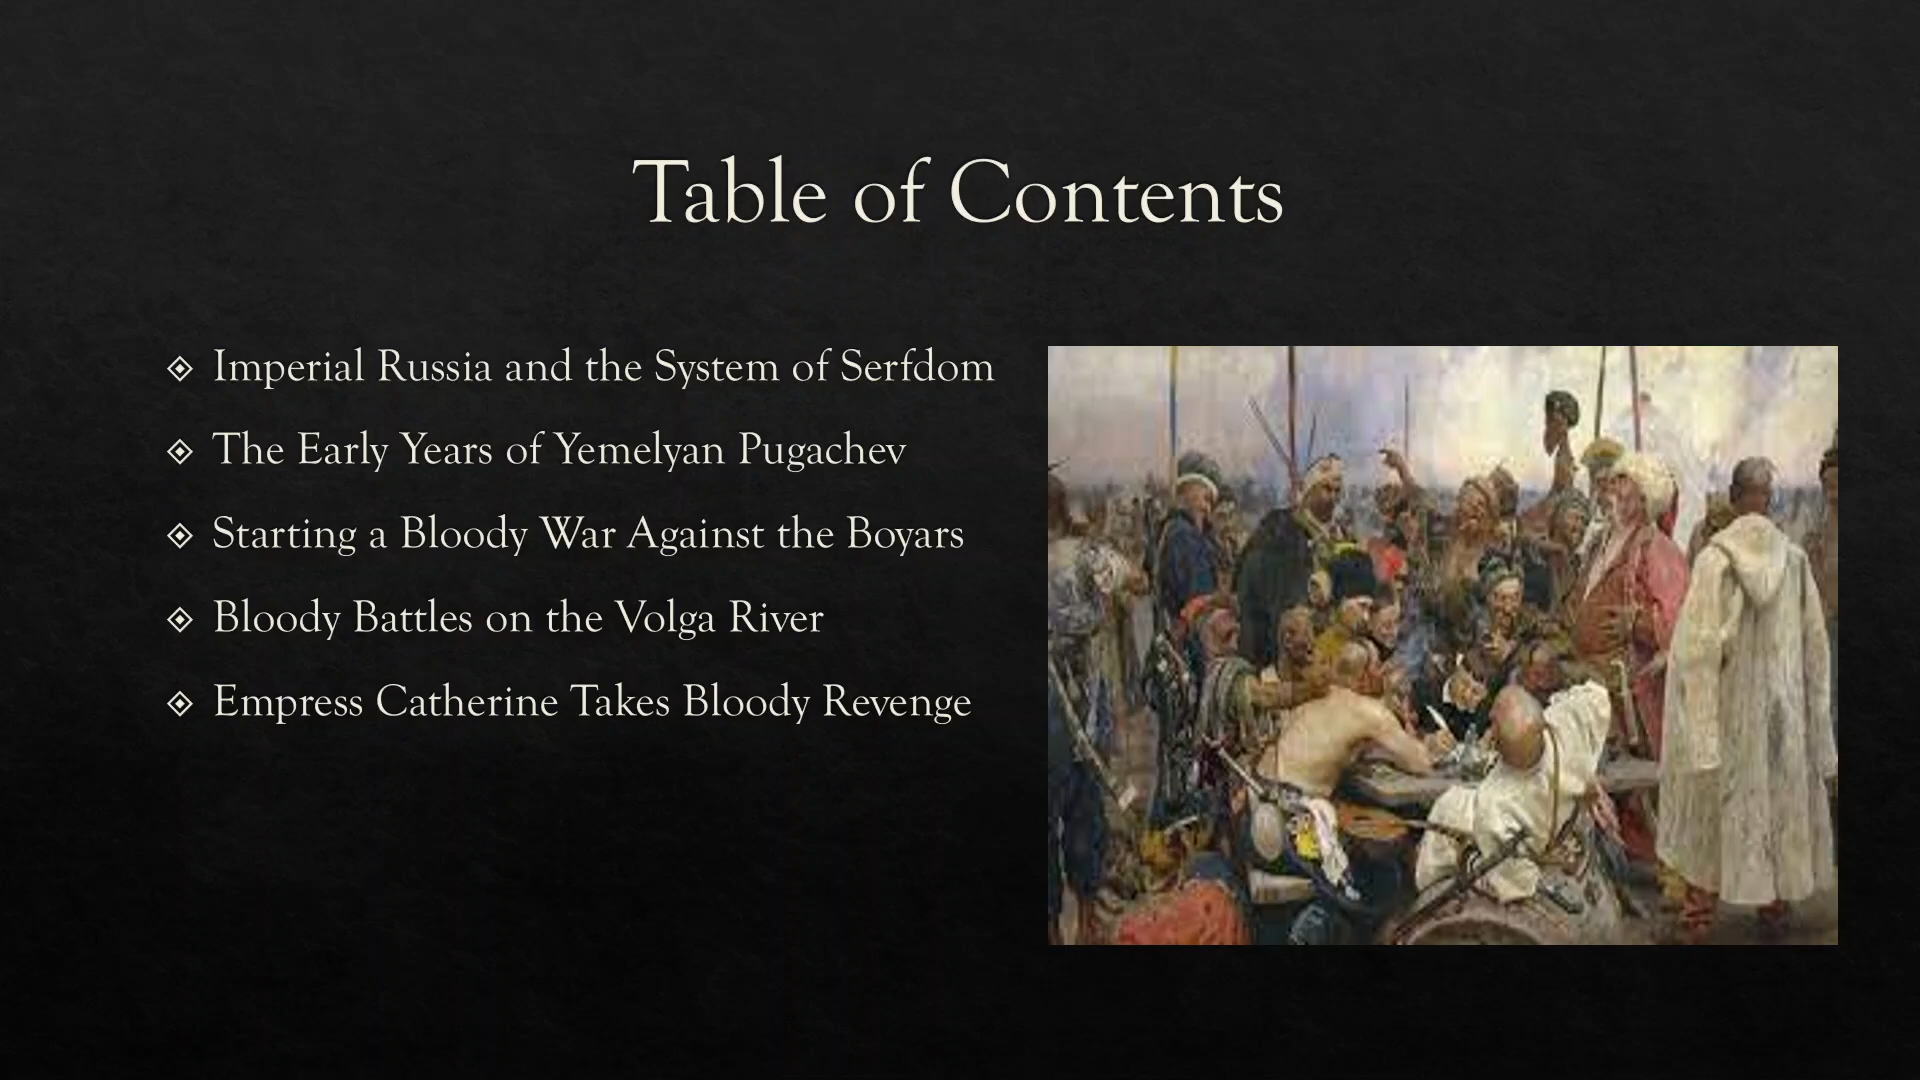 Table of Contents
Imperial Russia and the System of Serfdom
The Early Years of Yemelyan Pugachev
Starting a Bloody War Against the Boyars
Bloody Battles on the Volga River
Empress Catherine Takes Bloody Revenge